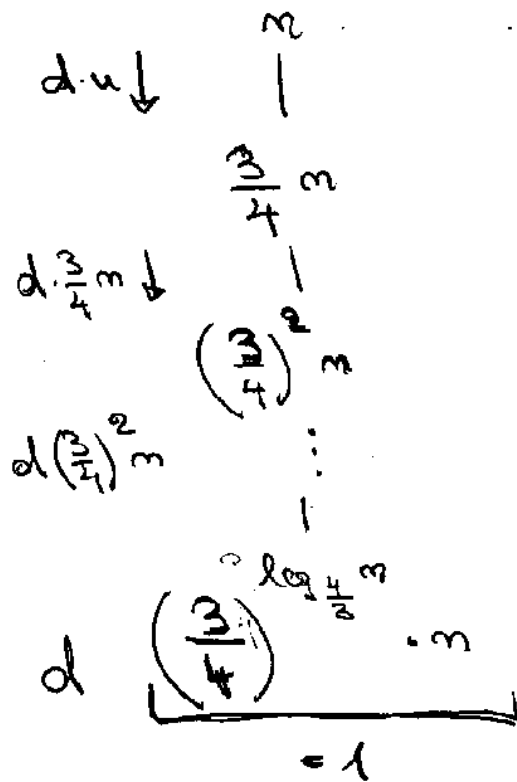 n
d·n ↓
3/4 n
d·3/4 n ↓
(3/4)^2 n
d(3/4)^2 n
⋮
d (3/4)^{log_{4/3} n} · n
= 1